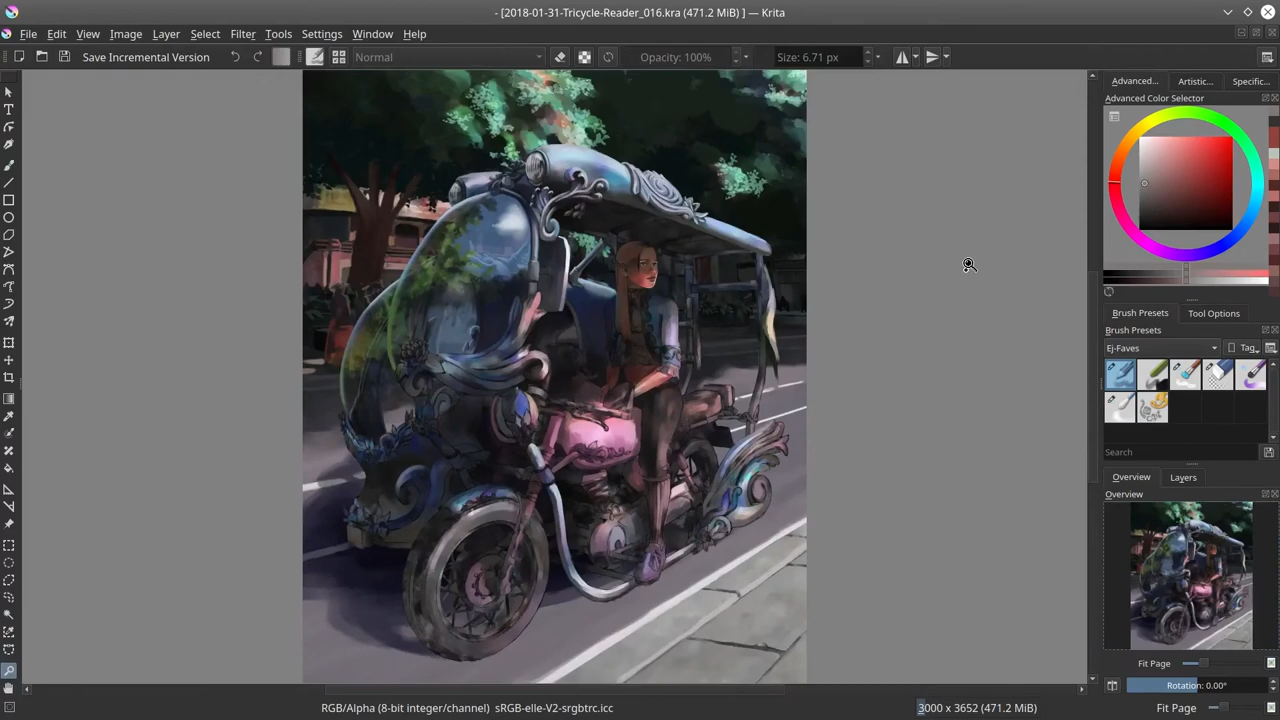 - [2018-01-31-Tricycle-Reader_016.kra (471.2 MiB) ] — Krita
File Edit View Image Layer Select Filter Tools Settings Window Help
Save Incremental Version Normal Opacity: 100% Size: 6.71 px
Advanced... Artistic... Specific...
Advanced Color Selector
Brush Presets Tool Options
Brush Presets
Ej-Faves Tag
Search
Overview Layers
Overview
Fit Page
Rotation: 0.00°
RGB/Alpha (8-bit integer/channel) sRGB-elle-V2-srgbtrc.icc 3000 x 3652 (471.2 MiB) Fit Page